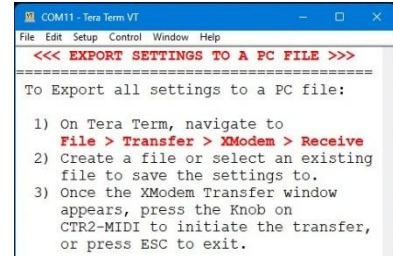 COM11 - Tera Term VT
File Edit Setup Control Window Help
<<< EXPORT SETTINGS TO A PC FILE >>>
==========================================
To Export all settings to a PC file:
1) On Tera Term, navigate to
File > Transfer > XModem > Receive
2) Create a file or select an existing
file to save the settings to.
3) Once the XModem Transfer window
appears, press the Knob on
CTR2-MIDI to initiate the transfer,
or press ESC to exit.